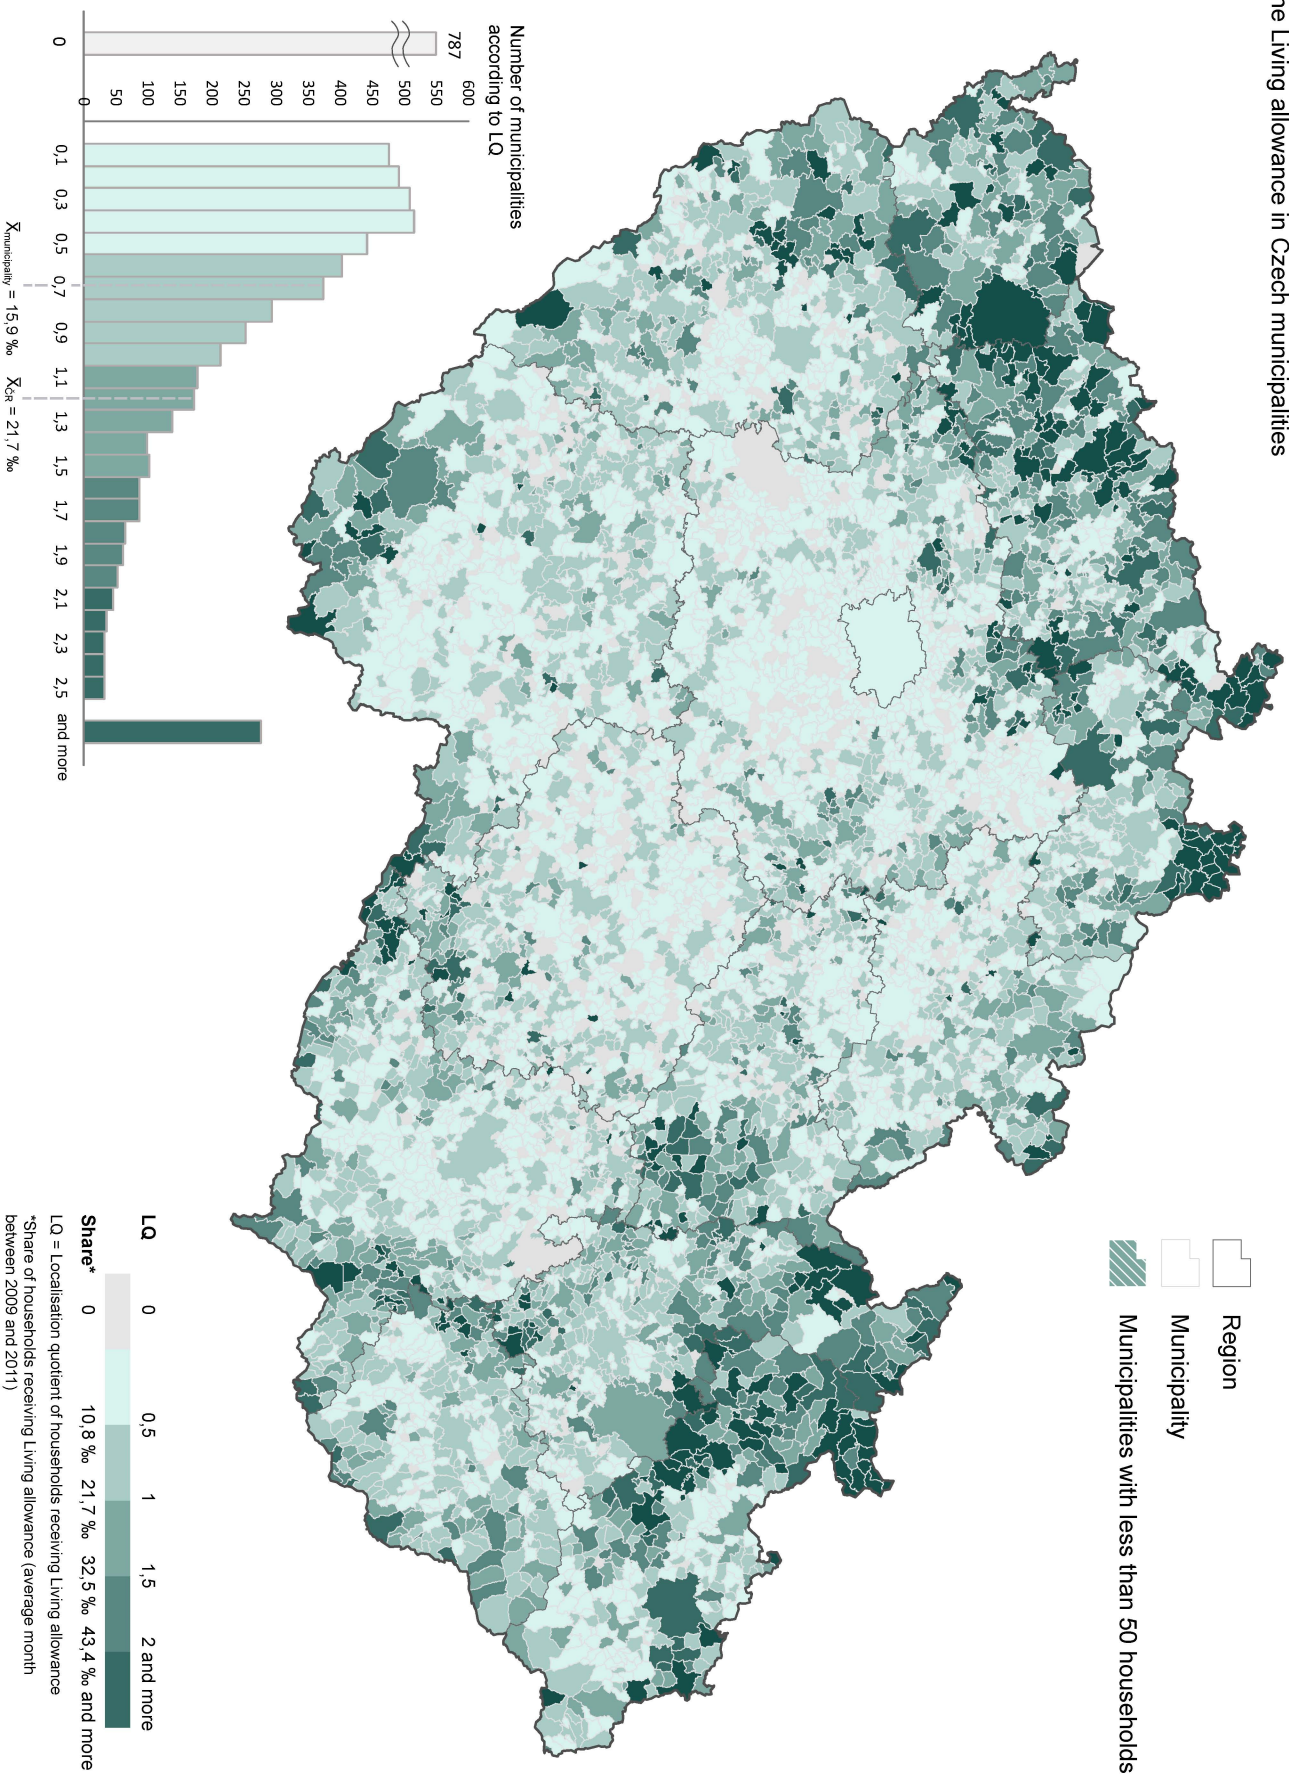 Living allowance in Czech municipalities
Region
Municipality
Municipalities with less than 50 households
Number of municipalities
according to LQ
787
600
550
500
450
400
350
300
250
200
150
100
50
0
0 0,1 0,3 0,5 0,7 0,9 1,1 1,3 1,5 1,7 1,9 2,1 2,3 2,5 and more
X̅municipality = 15,9 ‰ X̅ČR = 21,7 ‰
LQ 0 0,5 1 1,5 2 and more
Share* 0 10,8 ‰ 21,7 ‰ 32,5 ‰ 43,4 ‰ and more
LQ = Localisation quotient of households receiving Living allowance
*Share of households receiving Living allowance (average month
between 2009 and 2011)